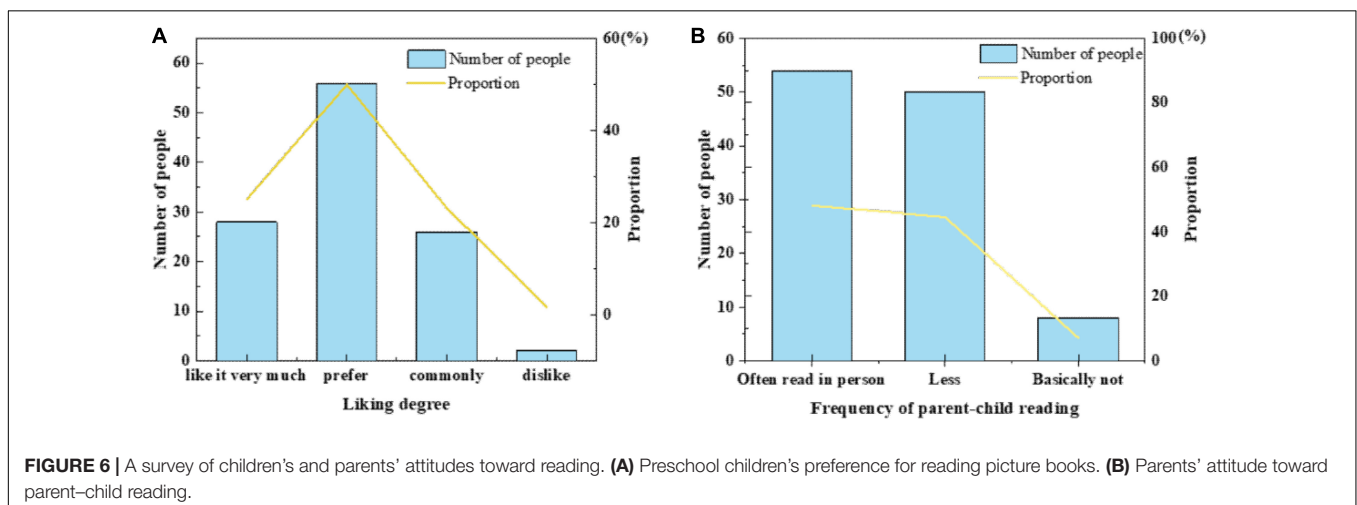 A
Number of people
Proportion
60(%)
40
20
0
Proportion
60
50
40
30
20
10
0
Number of people
like it very much prefer commonly dislike
Liking degree
B
Number of people
Proportion
100(%)
80
60
40
20
0
Proportion
60
50
40
30
20
10
0
Number of people
Often read in person Less Basically not
Frequency of parent-child reading
FIGURE 6 | A survey of children's and parents' attitudes toward reading. (A) Preschool children's preference for reading picture books. (B) Parents' attitude toward
parent–child reading.